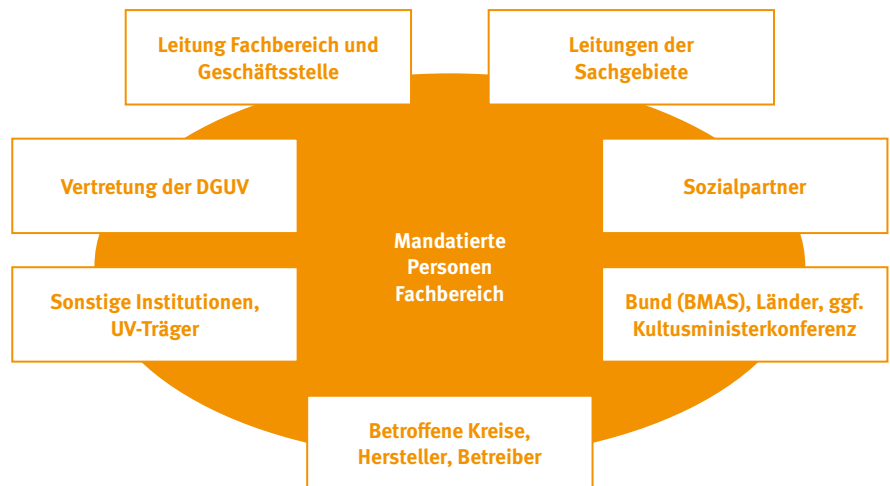 Leitung Fachbereich und
Geschäftsstelle
Leitungen der
Sachgebiete
Vertretung der DGUV
Sozialpartner
Mandatierte
Personen
Fachbereich
Sonstige Institutionen,
UV-Träger
Bund (BMAS), Länder, ggf.
Kultusministerkonferenz
Betroffene Kreise,
Hersteller, Betreiber